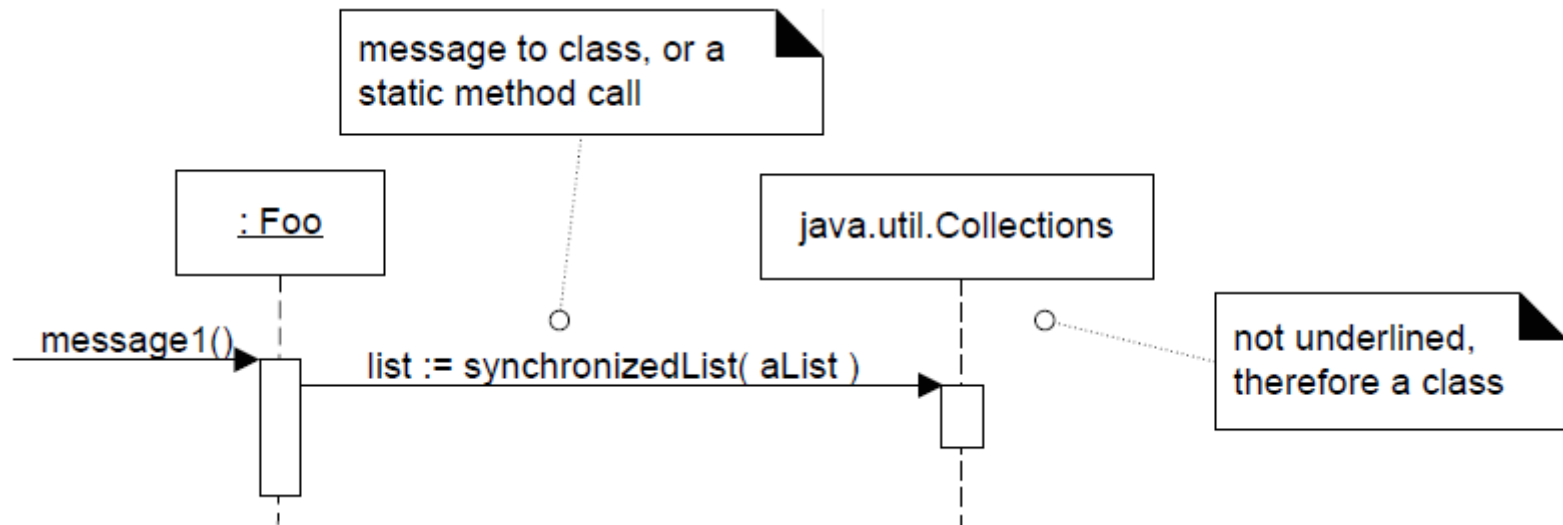 message to class, or a
static method call
: Foo
java.util.Collections
message1()
list := synchronizedList( aList )
not underlined,
therefore a class